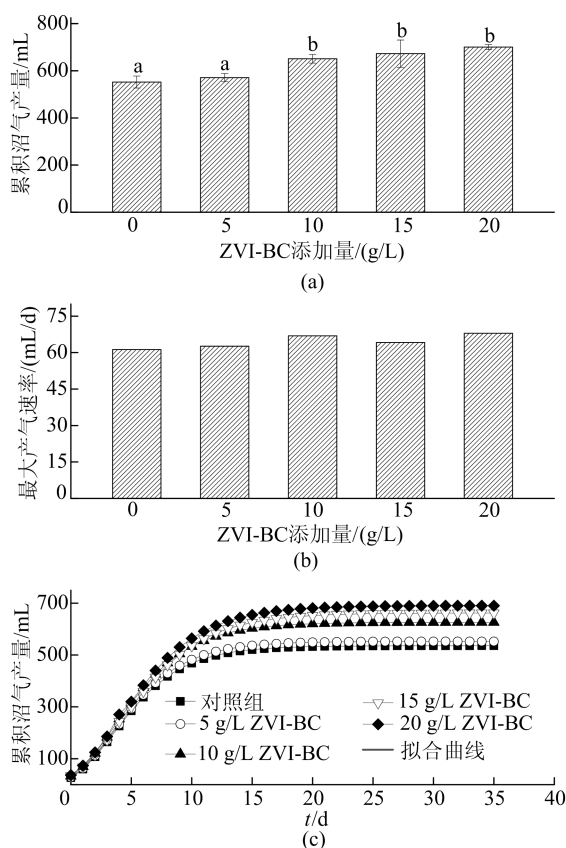 800
600
400
200
0
累积沼气产量/mL
a
a
b
b
b
0 5 10 15 20
ZVI-BC添加量/(g/L)
(a)
75
60
45
30
15
0
最大产气速率/(mL/d)
0 5 10 15 20
ZVI-BC添加量/(g/L)
(b)
700
500
300
100
累积沼气产量/mL
对照组
5 g/L ZVI-BC
10 g/L ZVI-BC
15 g/L ZVI-BC
20 g/L ZVI-BC
拟合曲线
0 5 10 15 20 25 30 35 40
t/d
(c)